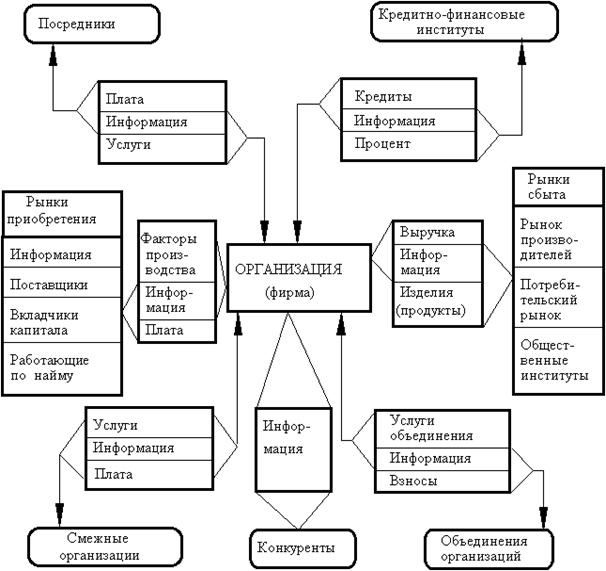 Посредники
Кредитно-финансовые
институты
Плата
Информация
Услуги
Кредиты
Информация
Процент
Рынки
приобретения
Информация
Поставщики
Вкладчики
капитала
Работающие
по найму
Факторы
произ-
водства
Инфор-
мация
Плата
ОРГАНИЗАЦИЯ
(фирма)
Выручка
Инфор-
мация
Изделия
(продукты)
Рынки
сбыта
Рынок
произво-
дителей
Потреби-
тельский
рынок
Общест-
венные
институты
Услуги
Информация
Плата
Инфор-
мация
Услуги
объединения
Информация
Взносы
Смежные
организации
Конкуренты
Объединения
организаций